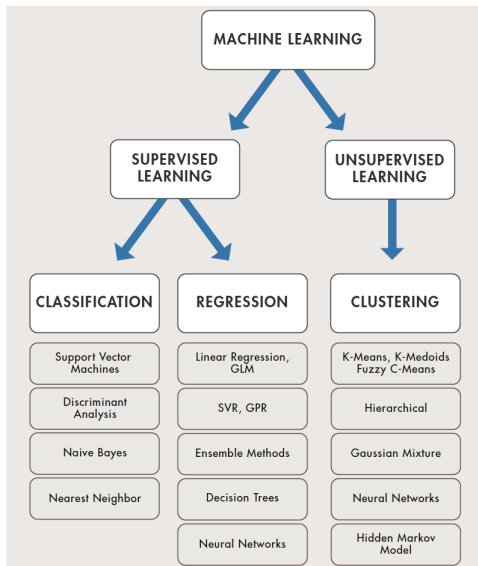 MACHINE LEARNING
SUPERVISED
LEARNING
UNSUPERVISED
LEARNING
CLASSIFICATION
REGRESSION
CLUSTERING
Support Vector
Machines
Discriminant
Analysis
Naive Bayes
Nearest Neighbor
Linear Regression,
GLM
SVR, GPR
Ensemble Methods
Decision Trees
Neural Networks
K-Means, K-Medoids
Fuzzy C-Means
Hierarchical
Gaussian Mixture
Neural Networks
Hidden Markov
Model